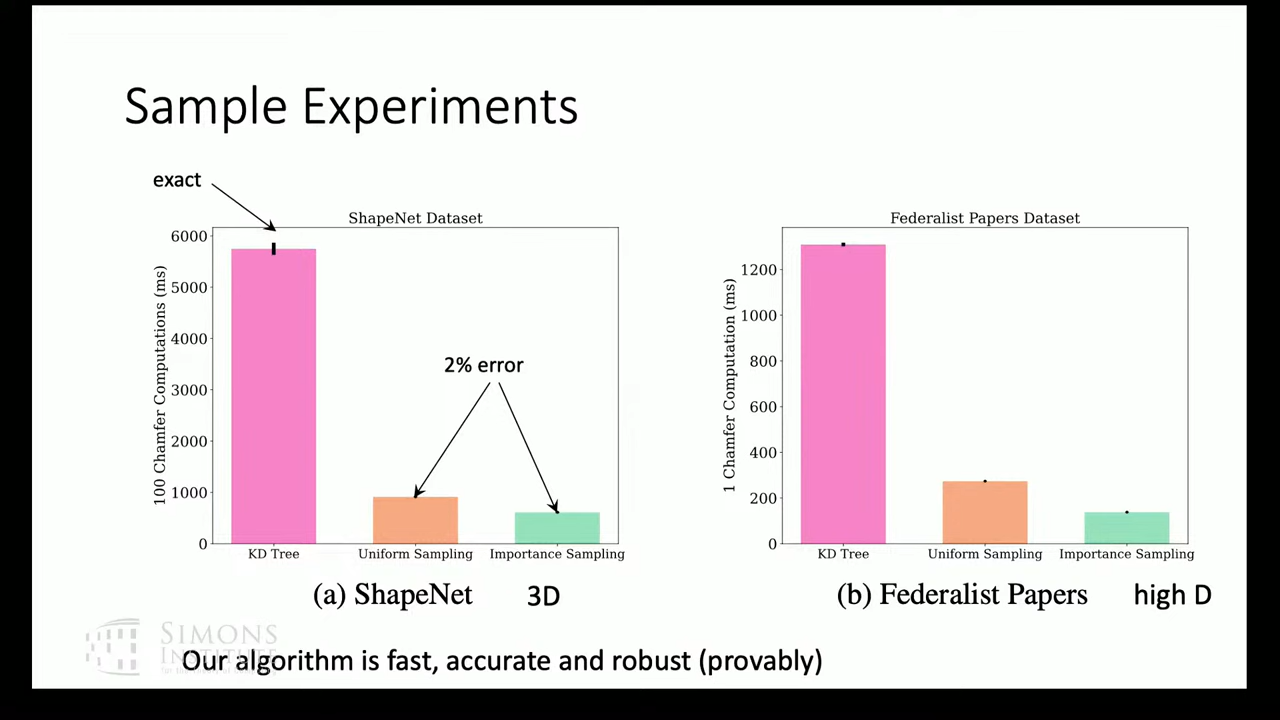 Sample Experiments
exact
ShapeNet Dataset
6000
5000
4000
3000
2000
1000
0
100 Chamfer Computations (ms)
2% error
KD Tree
Uniform Sampling
Importance Sampling
(a) ShapeNet
3D
Federalist Papers Dataset
1200
1000
800
600
400
200
0
1 Chamfer Computation (ms)
KD Tree
Uniform Sampling
Importance Sampling
(b) Federalist Papers
high D
SIMONS
INSTITUTE
Our algorithm is fast, accurate and robust (provably)